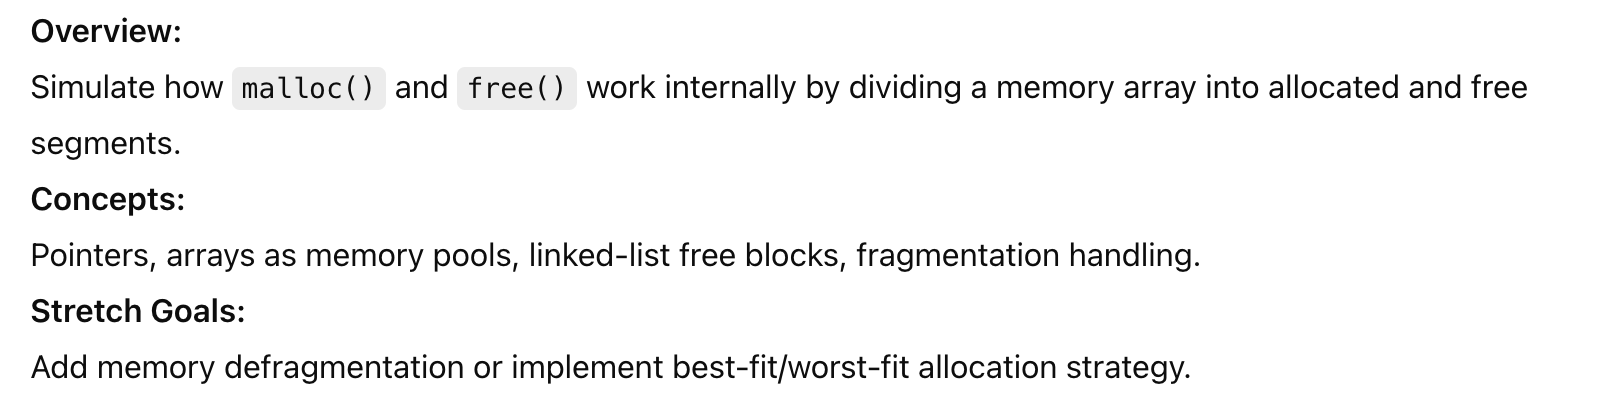 Overview:
Simulate how malloc() and free() work internally by dividing a memory array into allocated and free
segments.
Concepts:
Pointers, arrays as memory pools, linked-list free blocks, fragmentation handling.
Stretch Goals:
Add memory defragmentation or implement best-fit/worst-fit allocation strategy.